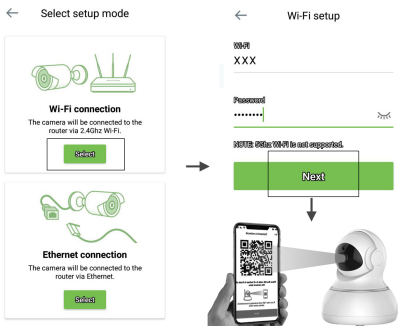 Select setup mode
Wi-Fi connection
The camera will be connected to the
router via 2.4Ghz Wi-Fi.
Select
Ethernet connection
The camera will be connected to the
router via Ethernet.
Select
Wi-Fi setup
Wi-Fi
XXX
Password
••••••••
NOTE: 5Ghz Wi-Fi is not supported.
Next